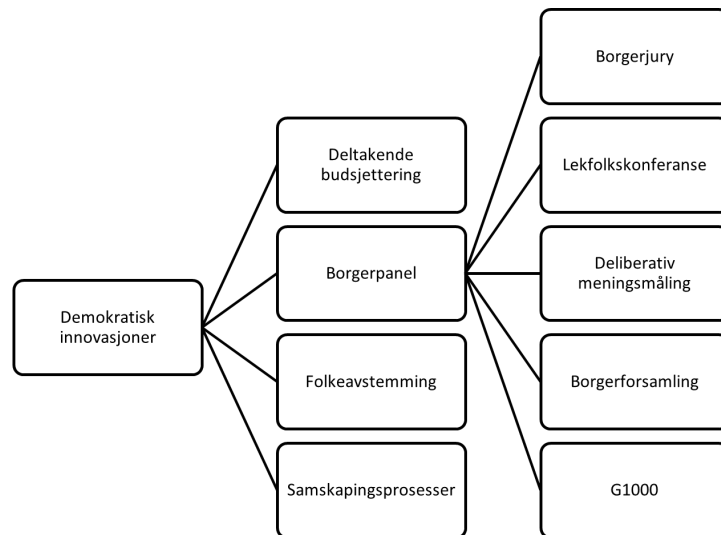 Demokratisk
innovasjoner
Deltakende
budsjettering
Borgerpanel
Folkeavstemming
Samskapingsprosesser
Borgerjury
Lekfolkskonferanse
Deliberativ
meningsmåling
Borgerforsamling
G1000